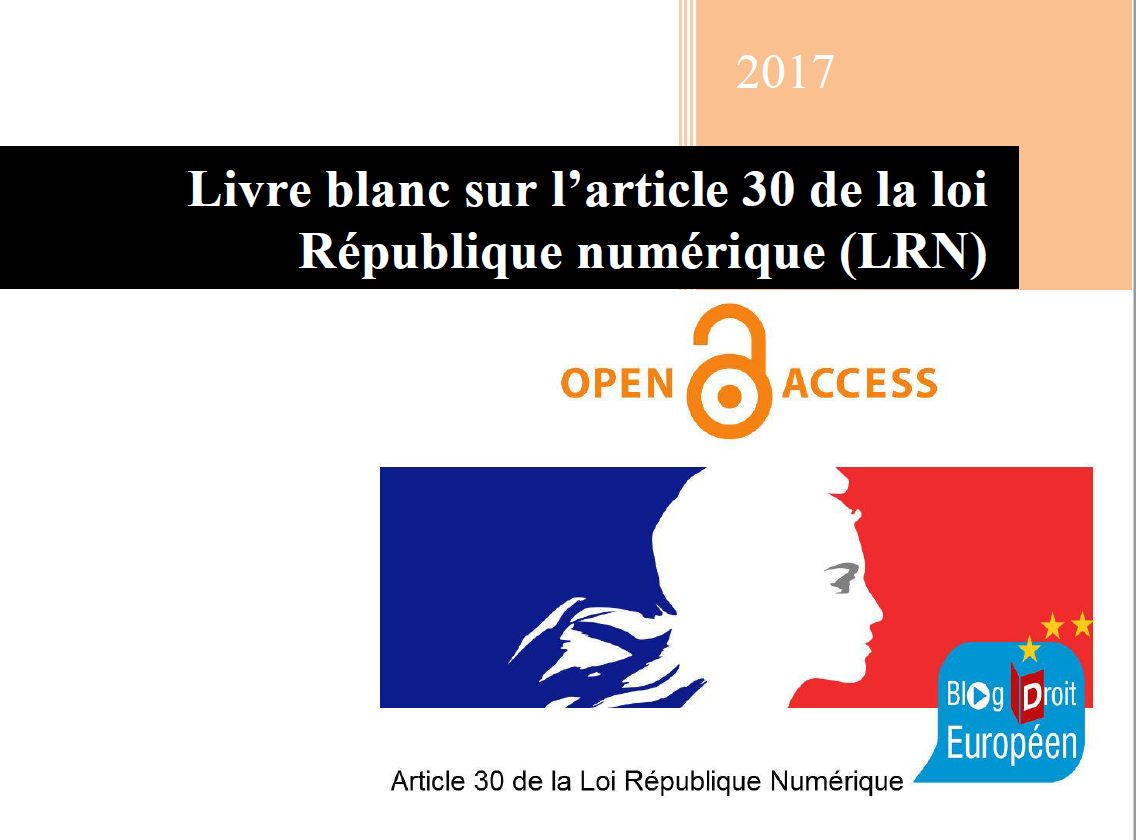 2017
Livre blanc sur l’article 30 de la loi
République numérique (LRN)
OPEN ACCESS
Blog Droit
Européen
Article 30 de la Loi République Numérique